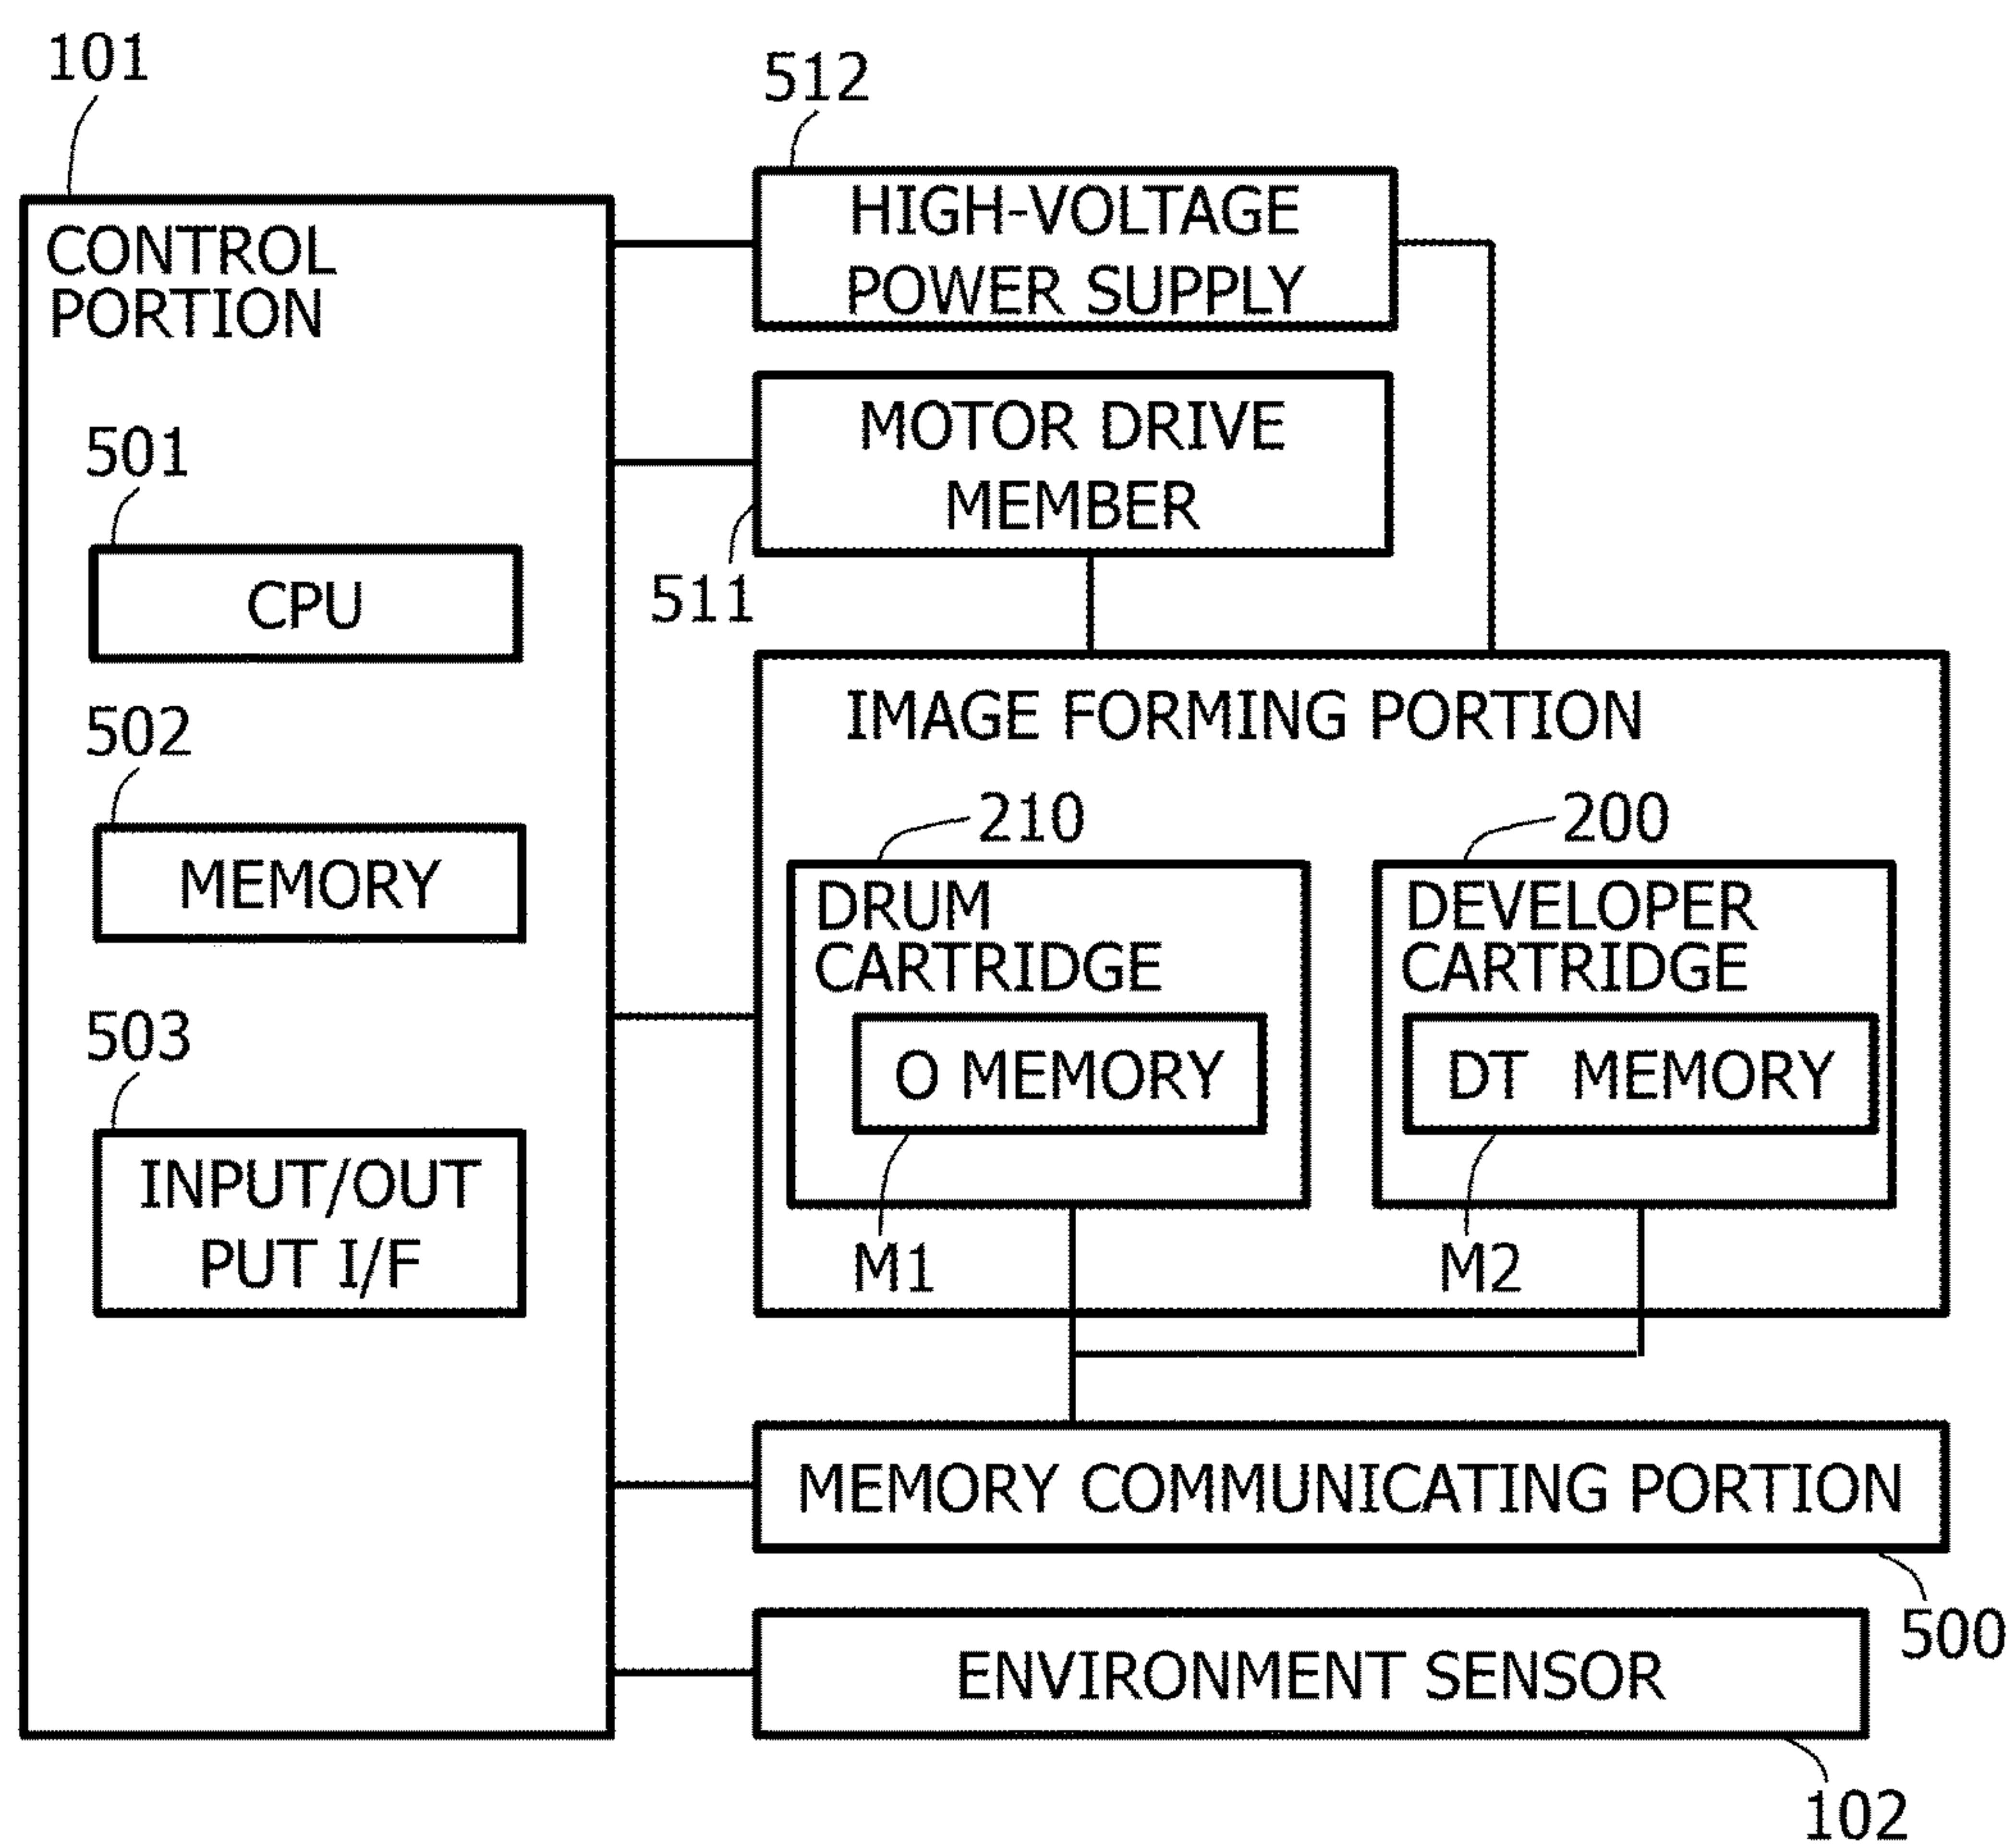 101
CONTROL
PORTION
501
CPU
502
MEMORY
503
INPUT/OUT
PUT I/F
512
HIGH-VOLTAGE
POWER SUPPLY
MOTOR DRIVE
MEMBER
511
IMAGE FORMING PORTION
210
DRUM
CARTRIDGE
O MEMORY
M1
200
DEVELOPER
CARTRIDGE
DT MEMORY
M2
MEMORY COMMUNICATING PORTION
500
ENVIRONMENT SENSOR
102